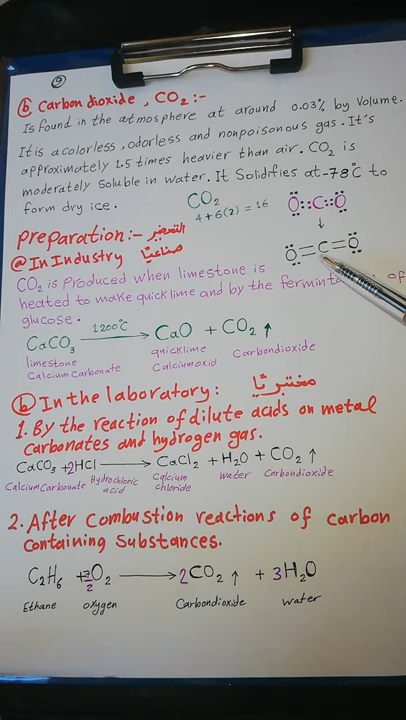 9
ⓑ Carbon dioxide, CO₂:-
Is found in the atmosphere at around 0.03% by Volume.
It is a colorless, odorless and nonpoisonous gas. It's
approximately 1.5 times heavier than air. CO₂ is
moderately soluble in water. It Solidifies at -78°C to
form dry ice.
CO₂
4+6(2) = 16
Ö::C::Ö
↓
Ö=C=Ö
Preparation:- التحضير
ⓐ In Industry صناعيًا
CO₂ is produced when limestone is
heated to make quicklime and by the ferminta of
glucose.
CaCO₃ 1200°C → CaO + CO₂ ↑
limestone quicklime Carbondioxide
Calcium Carbonate Calciumoxid
ⓑ In the laboratory: مختبريًا
1. By the reaction of dilute acids on metal
Carbonates and hydrogen gas.
CaCO₃ + 2HCl → CaCl₂ + H₂O + CO₂ ↑
Calcium Carbonate Hydrochloric acid Calcium chloride water Carbondioxide
2. After Combustion reactions of carbon
Containing Substances.
C₂H₆ + 7/2 O₂ → 2CO₂ ↑ + 3H₂O
Ethane oxygen Carbondioxide water